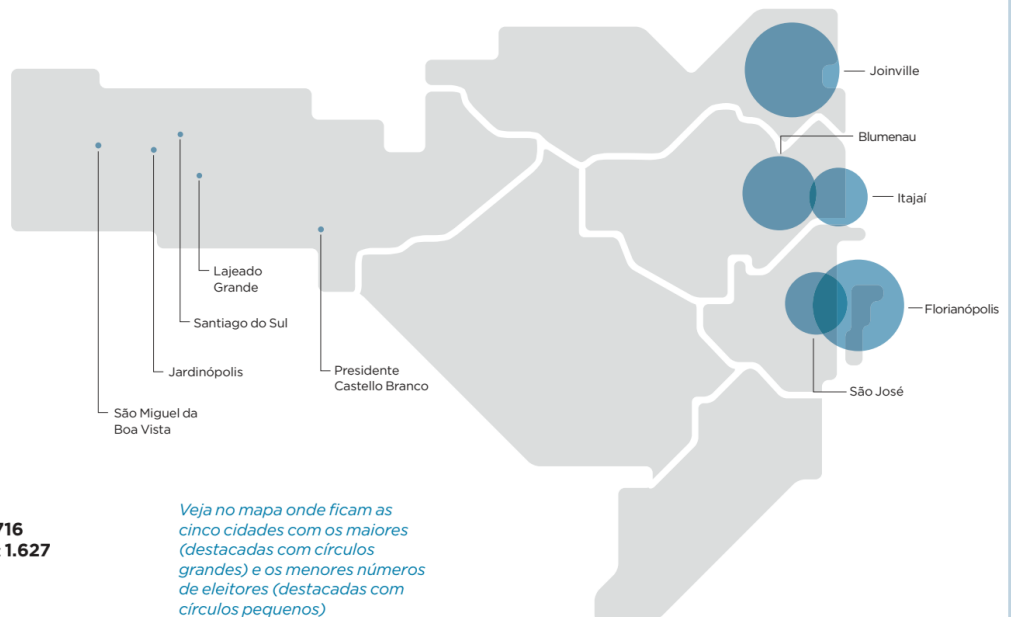 Joinville
Blumenau
Itajaí
Lajeado
Grande
Florianópolis
Santiago do Sul
Jardinópolis
Presidente
Castello Branco
São José
São Miguel da
Boa Vista
Veja no mapa onde ficam as
cinco cidades com os maiores
(destacadas com círculos
grandes) e os menores números
de eleitores (destacadas com
círculos pequenos)
716
1.627